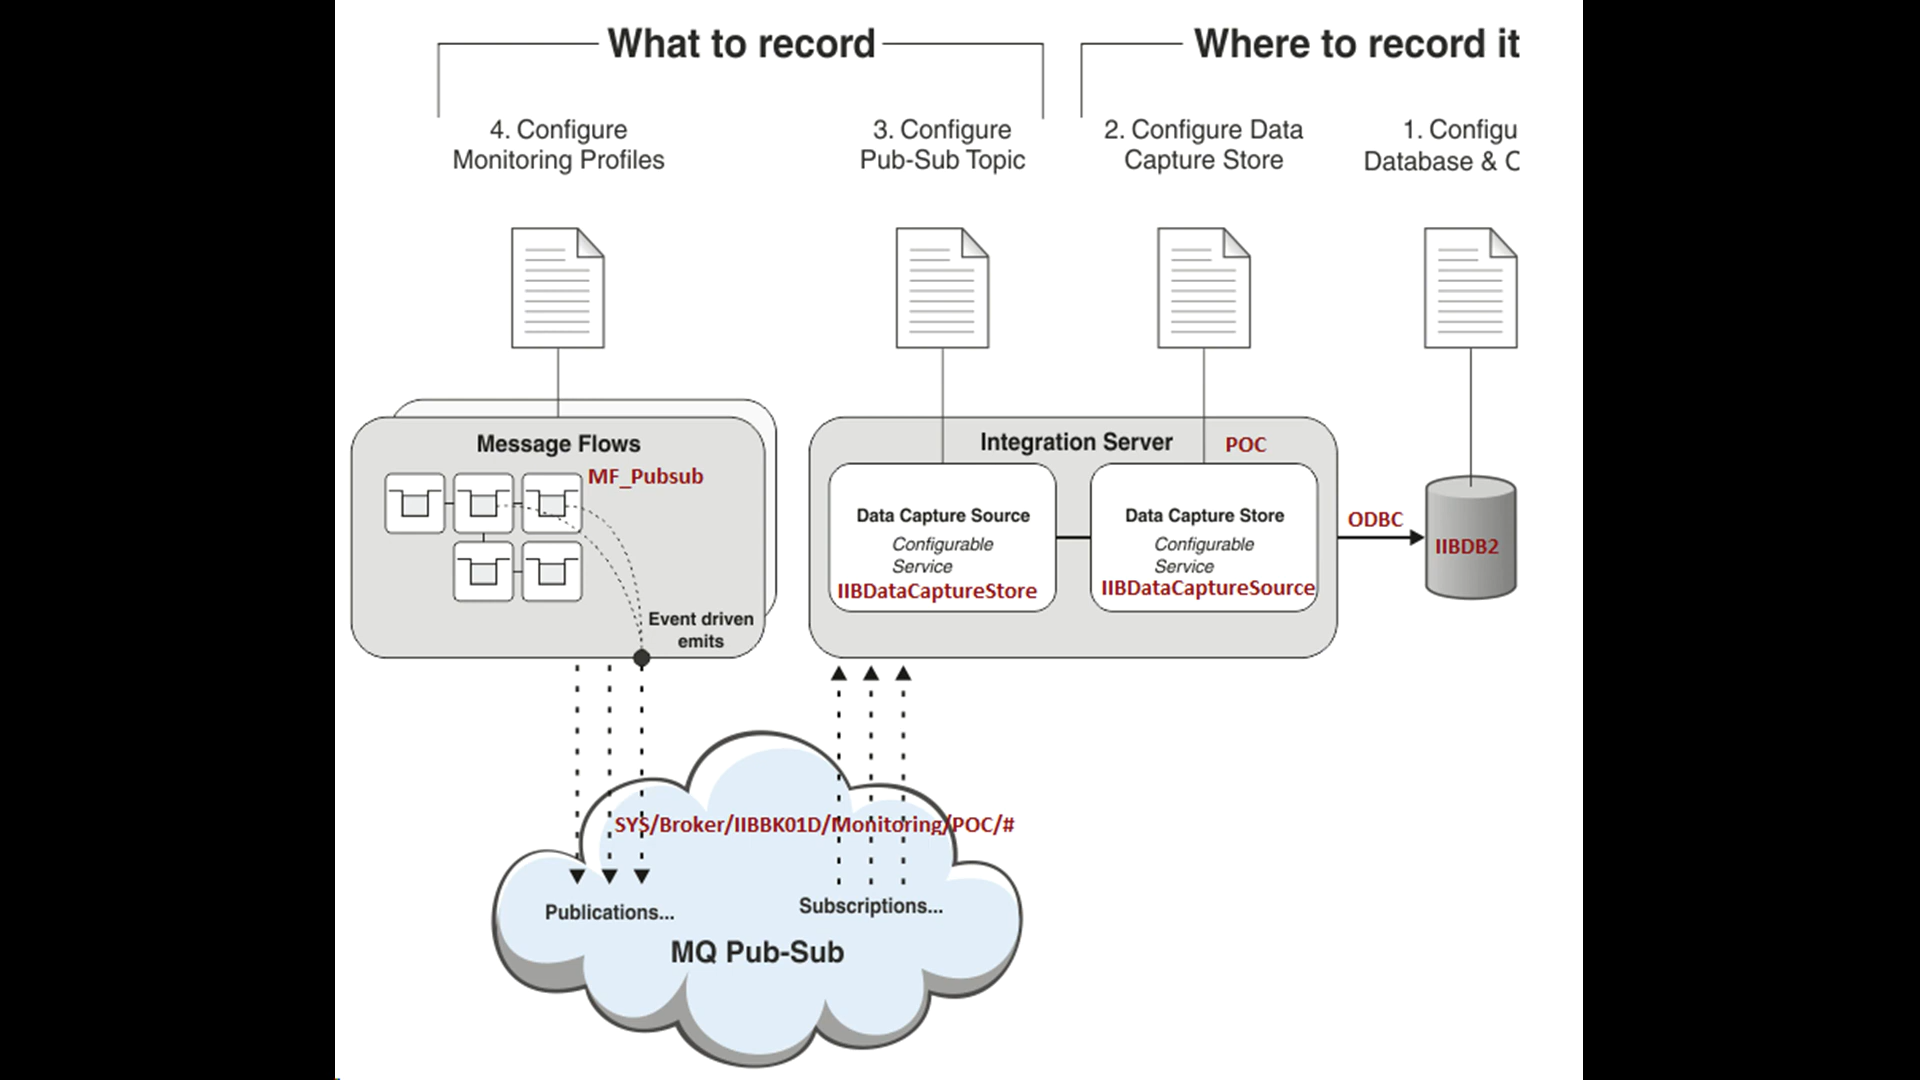 What to record
Where to record it
4. Configure
Monitoring Profiles
3. Configure
Pub-Sub Topic
2. Configure Data
Capture Store
1. Configu
Database & C
Message Flows
MF_Pubsub
Event driven
emits
Integration Server
POC
Data Capture Source
Configurable
Service
IIBDataCaptureStore
Data Capture Store
Configurable
Service
IIBDataCaptureSource
ODBC
IIBDB2
SYS/Broker/IIBBK01D/Monitoring/POC/#
Publications...
Subscriptions...
MQ Pub-Sub